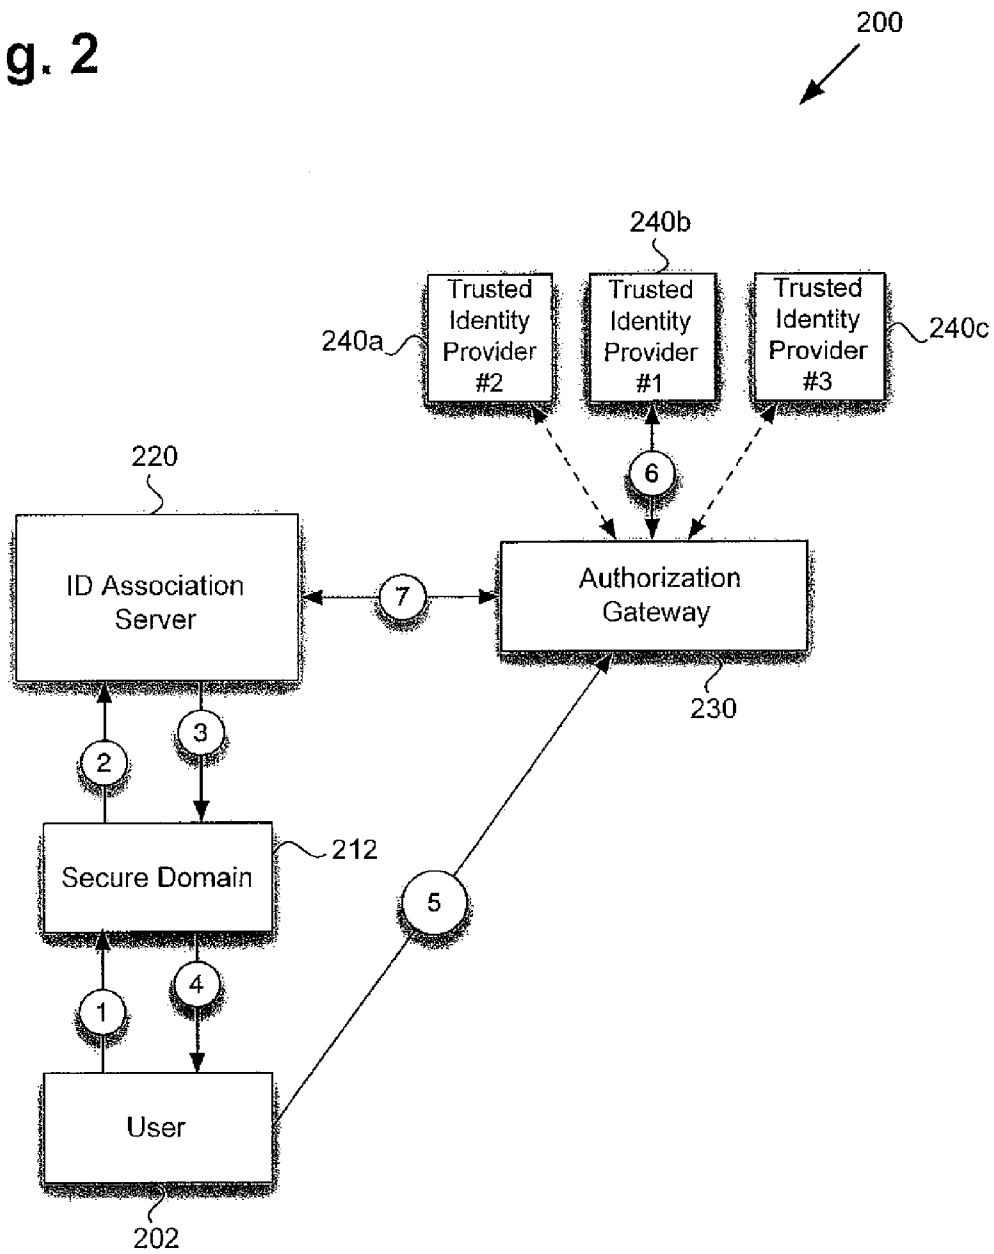 g. 2
200
240b
Trusted
Identity
Provider
#2
Trusted
Identity
Provider
#1
Trusted
Identity
Provider
#3
240a
240c
6
220
ID Association
Server
7
Authorization
Gateway
230
3
2
Secure Domain
212
5
4
1
User
202